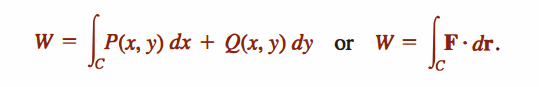 W = ∫_C P(x, y) dx + Q(x, y) dy or W = ∫_C F · dr.